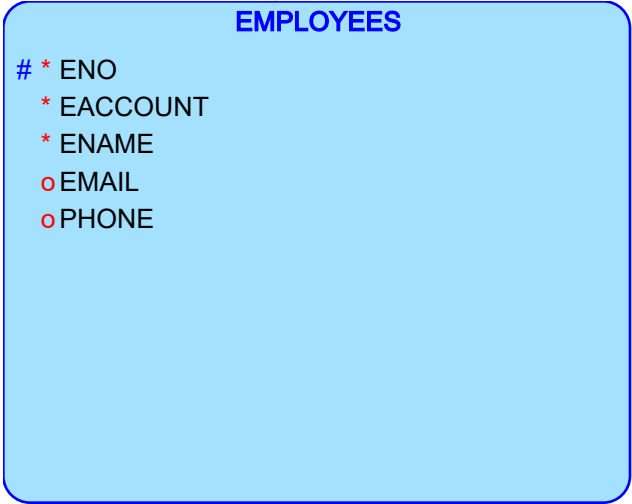 EMPLOYEES
# * ENO
* EACCOUNT
* ENAME
o EMAIL
o PHONE